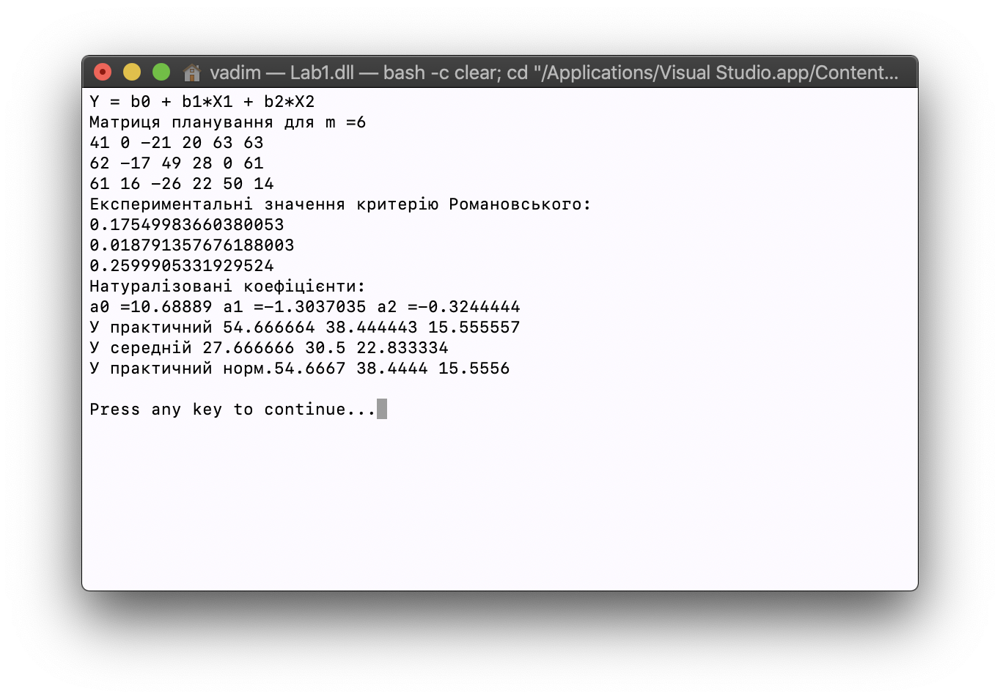 vadim — Lab1.dll — bash -c clear; cd "/Applications/Visual Studio.app/Content...
Y = b0 + b1*X1 + b2*X2
Матриця планування для m =6
41 0 -21 20 63 63
62 -17 49 28 0 61
61 16 -26 22 50 14
Експериментальні значення критерію Романовського:
0.17549983660380053
0.018791357676188003
0.2599905331929524
Натуралізовані коефіцієнти:
a0 =10.68889 a1 =-1.3037035 a2 =-0.3244444
У практичний 54.666664 38.444443 15.555557
У середній 27.666666 30.5 22.833334
У практичний норм.54.6667 38.4444 15.5556
Press any key to continue...